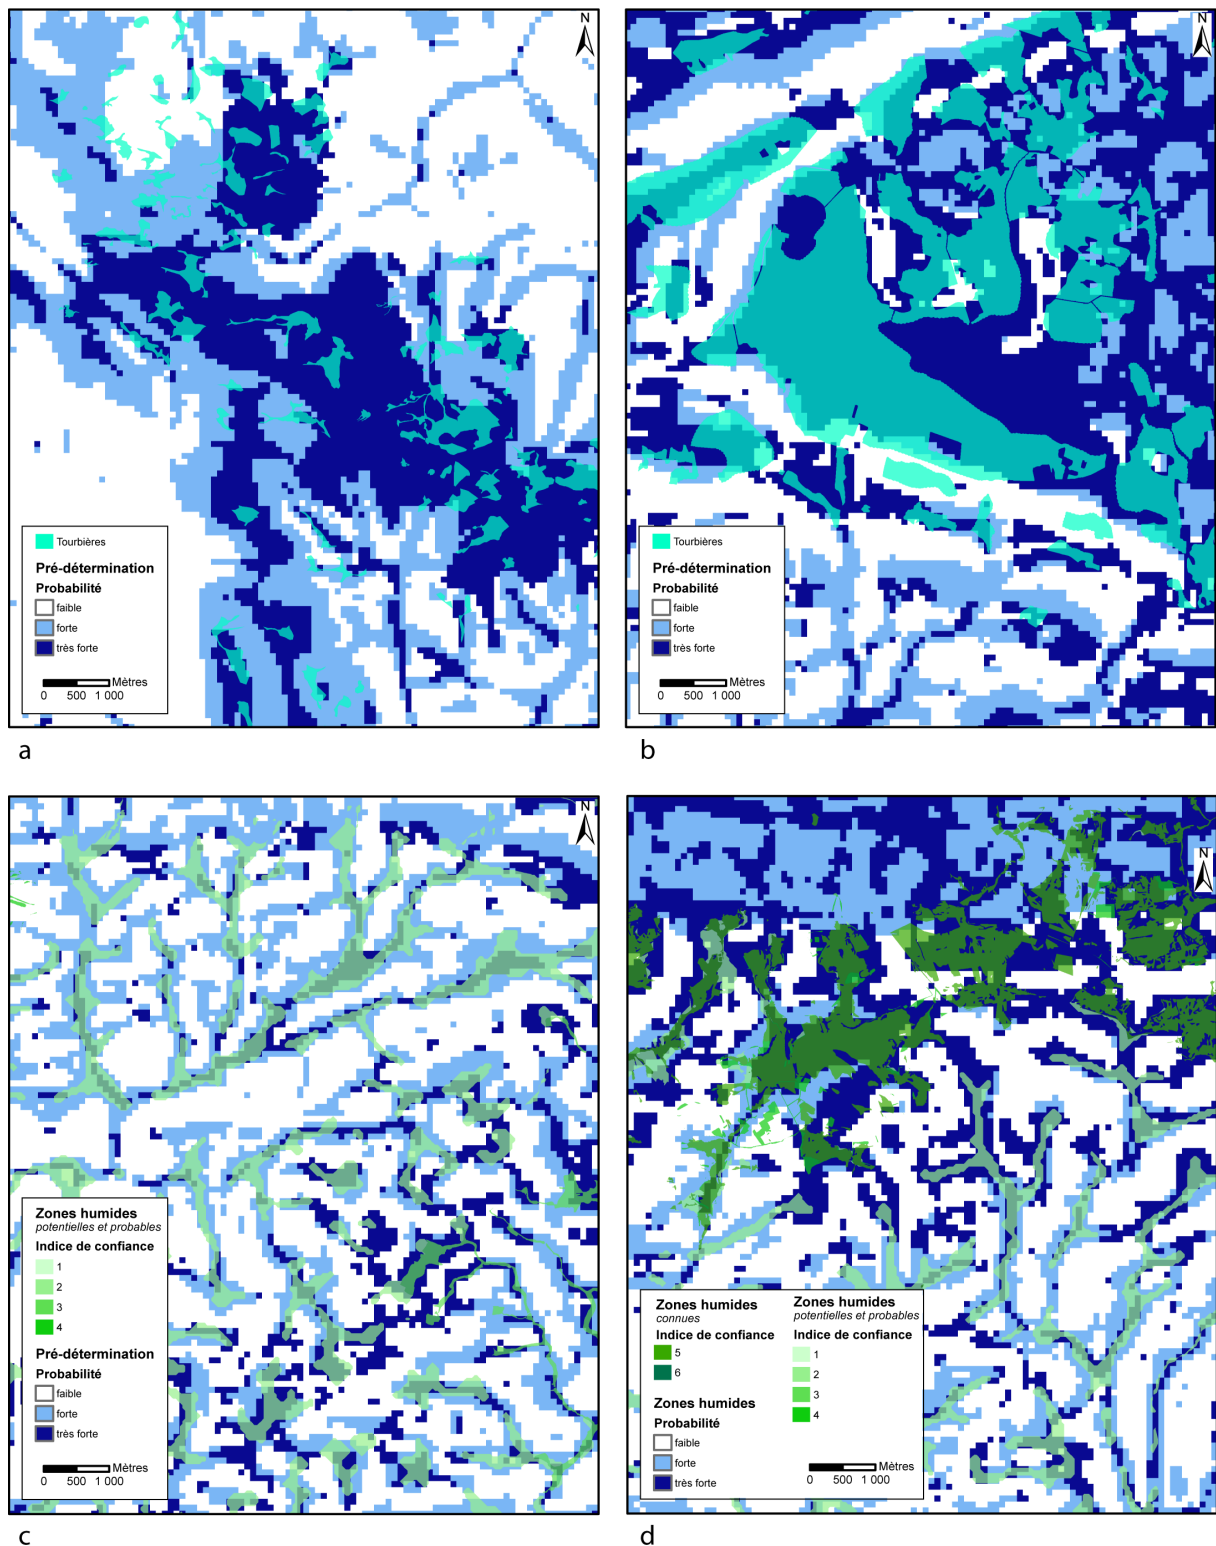 N
Tourbières
Pré-détermination
Probabilité
faible
forte
très forte
Mètres
0 500 1 000
a
N
Tourbières
Pré-détermination
Probabilité
faible
forte
très forte
Mètres
0 500 1 000
b
N
Zones humides
potentielles et probables
Indice de confiance
1
2
3
4
Pré-détermination
Probabilité
faible
forte
très forte
Mètres
0 500 1 000
c
N
Zones humides
connues
Indice de confiance
5
6
Zones humides
Probabilité
faible
forte
très forte
Zones humides
potentielles et probables
Indice de confiance
1
2
3
4
Mètres
0 500 1 000
d